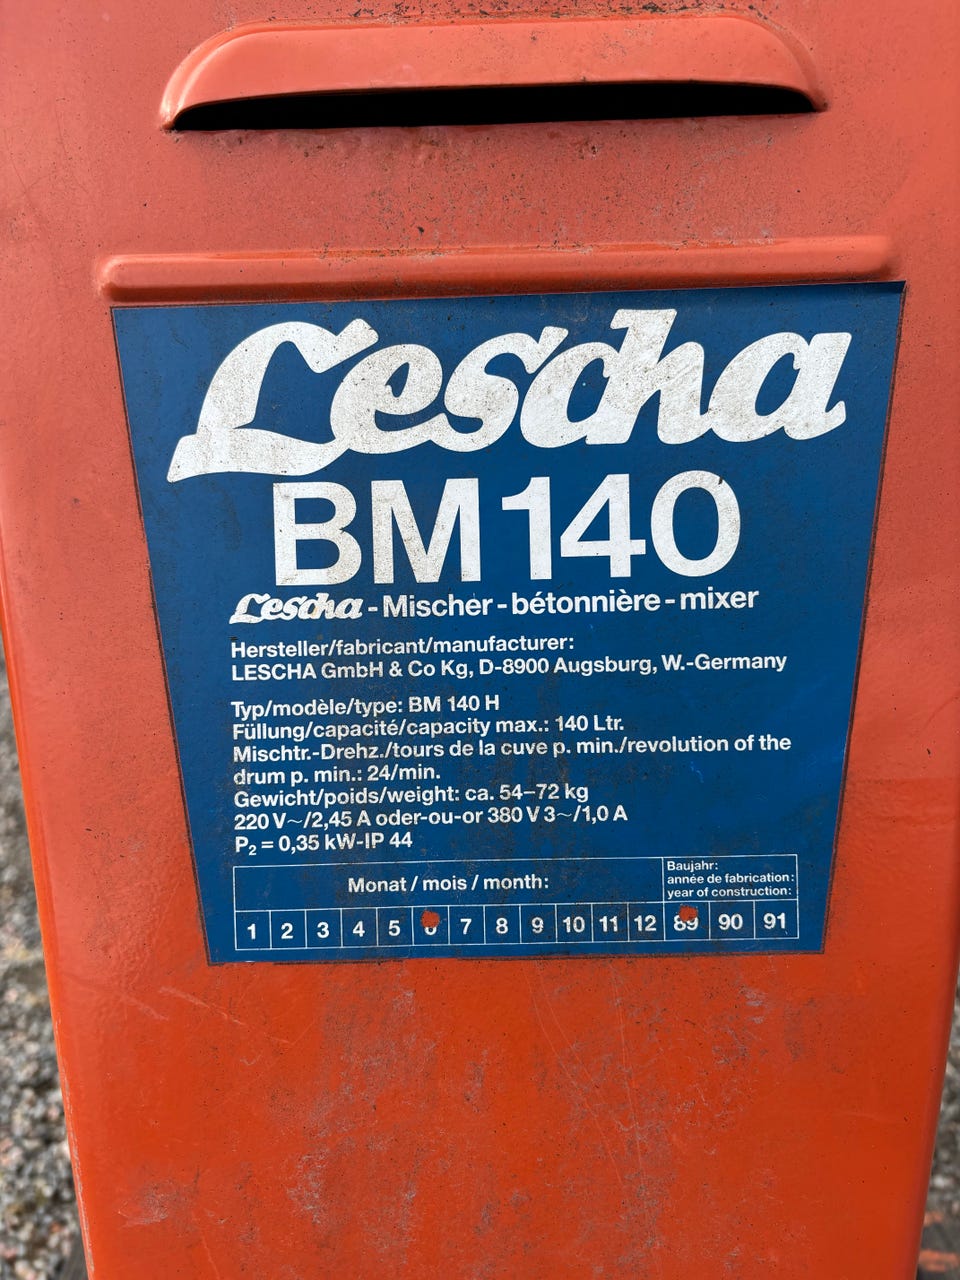 Lescha
BM 140
Lescha - Mischer - bétonnière - mixer
Hersteller/fabricant/manufacturer:
LESCHA GmbH & Co Kg, D-8900 Augsburg, W.-Germany
Typ/modèle/type: BM 140 H
Füllung/capacité/capacity max.: 140 Ltr.
Mischtr.-Drehz./tours de la cuve p. min./revolution of the
drum p. min.: 24/min.
Gewicht/poids/weight: ca. 54–72 kg
220 V~/2,45 A oder-ou-or 380 V 3~/1,0 A
P₂ = 0,35 kW-IP 44
Monat / mois / month:
Baujahr:
année de fabrication:
year of construction:
1 2 3 4 5 6 7 8 9 10 11 12 89 90 91